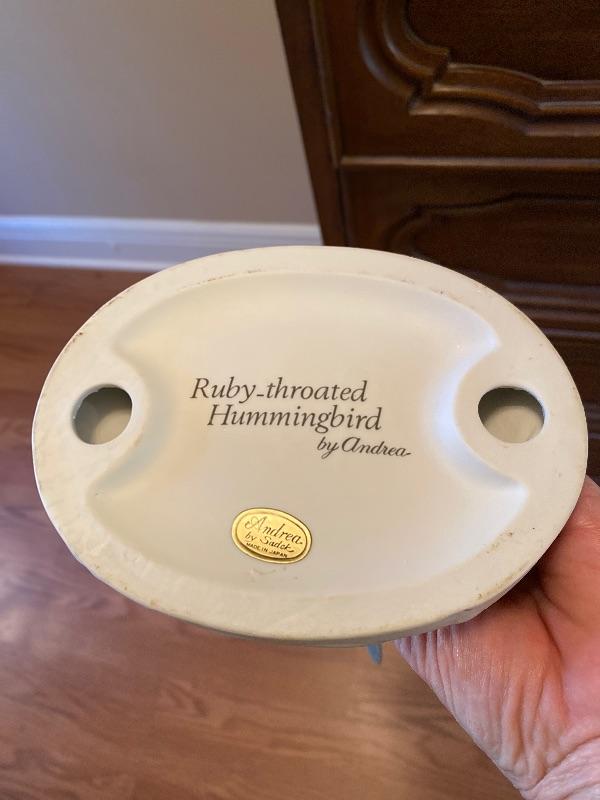 Ruby-throated
Hummingbird
by Andrea
Andrea
by Sadek
MADE IN JAPAN